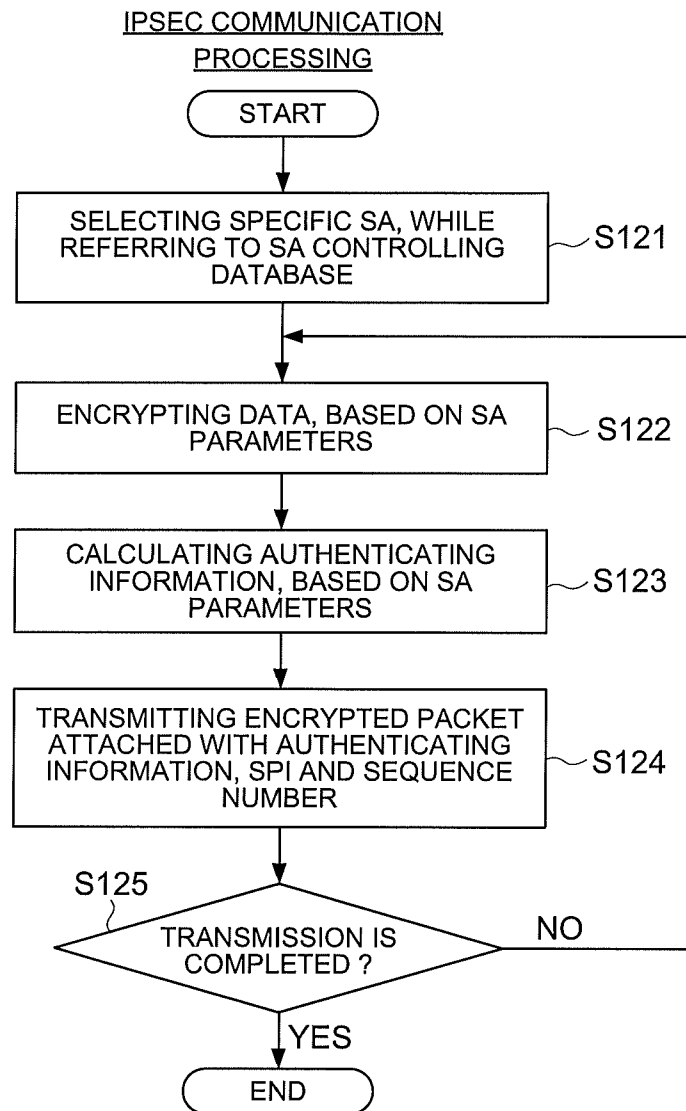 IPSEC COMMUNICATION
PROCESSING
START
SELECTING SPECIFIC SA, WHILE
REFERRING TO SA CONTROLLING
DATABASE
S121
ENCRYPTING DATA, BASED ON SA
PARAMETERS
S122
CALCULATING AUTHENTICATING
INFORMATION, BASED ON SA
PARAMETERS
S123
TRANSMITTING ENCRYPTED PACKET
ATTACHED WITH AUTHENTICATING
INFORMATION, SPI AND SEQUENCE
NUMBER
S124
S125
TRANSMISSION IS
COMPLETED ?
NO
YES
END